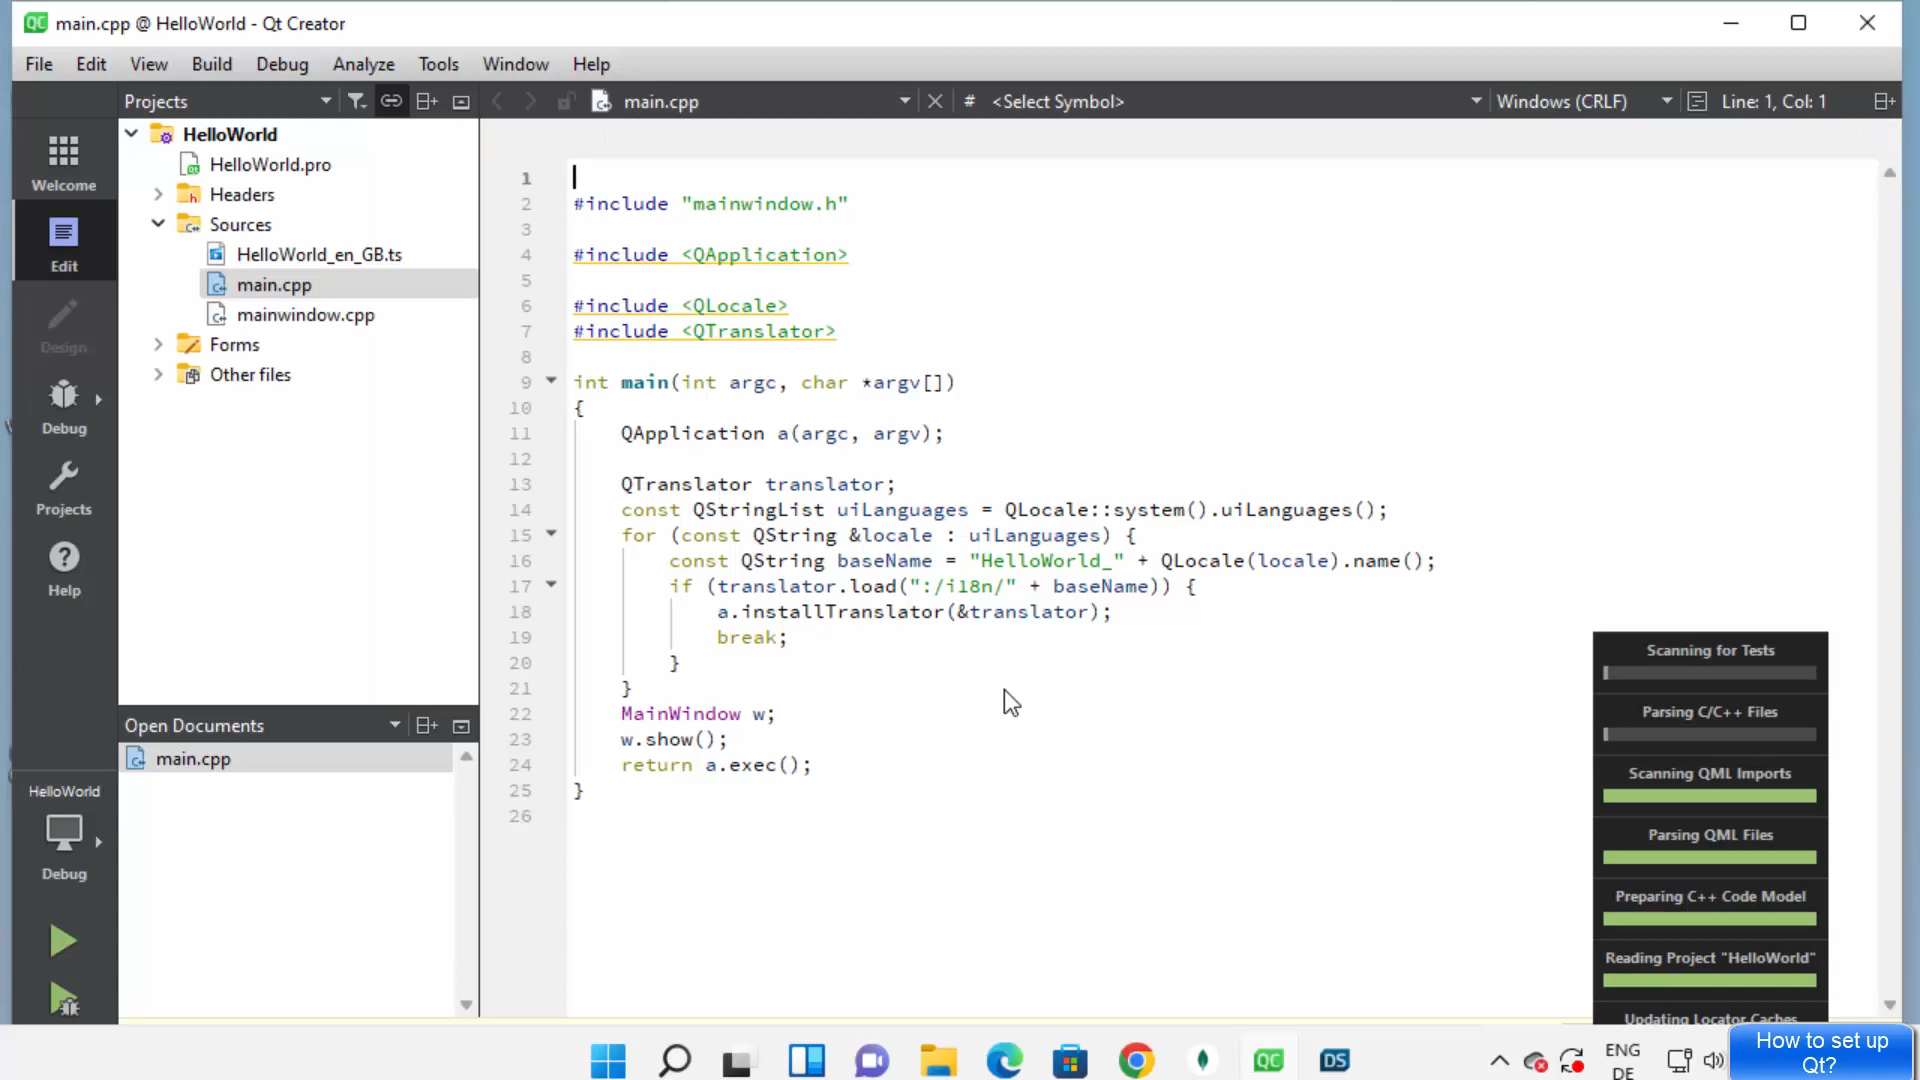 QC main.cpp @ HelloWorld - Qt Creator
File Edit View Build Debug Analyze Tools Window Help
Projects main.cpp # <Select Symbol> Windows (CRLF) Line: 1, Col: 1
Welcome
Edit
Design
Debug
Projects
Help
HelloWorld
HelloWorld.pro
Headers
Sources
HelloWorld_en_GB.ts
main.cpp
mainwindow.cpp
Forms
Other files
Open Documents
main.cpp
HelloWorld
Debug
1
2 #include "mainwindow.h"
3
4 #include <QApplication>
5
6 #include <QLocale>
7 #include <QTranslator>
8
9 int main(int argc, char *argv[])
10 {
11 QApplication a(argc, argv);
12
13 QTranslator translator;
14 const QStringList uiLanguages = QLocale::system().uiLanguages();
15 for (const QString &locale : uiLanguages) {
16 const QString baseName = "HelloWorld_" + QLocale(locale).name();
17 if (translator.load(":/i18n/" + baseName)) {
18 a.installTranslator(&translator);
19 break;
20 }
21 }
22 MainWindow w;
23 w.show();
24 return a.exec();
25 }
26
Scanning for Tests
Parsing C/C++ Files
Scanning QML Imports
Parsing QML Files
Preparing C++ Code Model
Reading Project "HelloWorld"
Updating Locator Caches
QC DS
ENG
DE
How to set up
Qt?